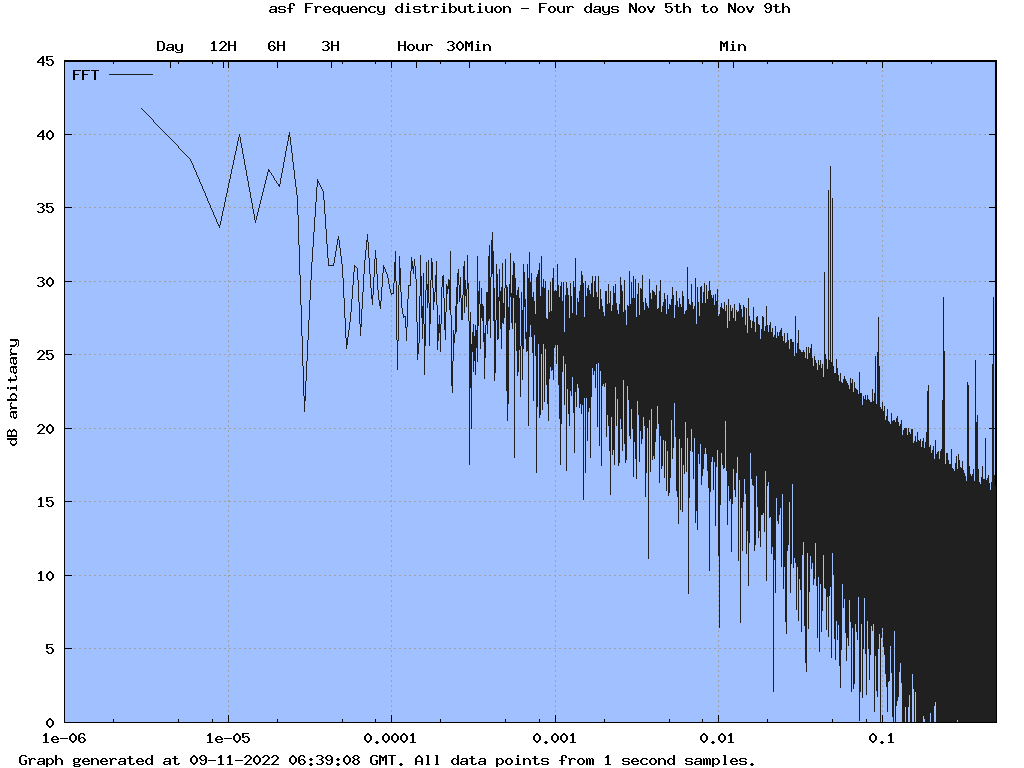 asf Frequency distributiuon - Four days Nov 5th to Nov 9th
Day 12H 6H 3H Hour 30Min Min
45
FFT
40
35
30
25
dB arbitaary
20
15
10
5
0
1e-06 1e-05 0.0001 0.001 0.01 0.1
Graph generated at 09-11-2022 06:39:08 GMT. All data points from 1 second samples.